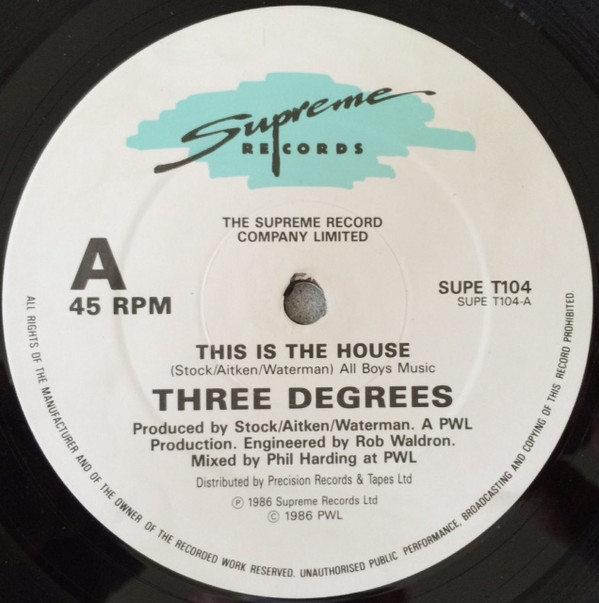 Supreme
RECORDS
THE SUPREME RECORD
COMPANY LIMITED
A
45 RPM
SUPE T104
SUPE T104-A
THIS IS THE HOUSE
(Stock/Aitken/Waterman) All Boys Music
THREE DEGREES
Produced by Stock/Aitken/Waterman. A PWL
Production. Engineered by Rob Waldron.
Mixed by Phil Harding at PWL
Distributed by Precision Records & Tapes Ltd
Ⓟ 1986 Supreme Records Ltd
© 1986 PWL
ALL RIGHTS OF THE MANUFACTURER AND OF THE OWNER OF THE RECORDED WORK RESERVED. UNAUTHORISED PUBLIC PERFORMANCE, BROADCASTING AND COPYING OF THIS RECORD PROHIBITED.